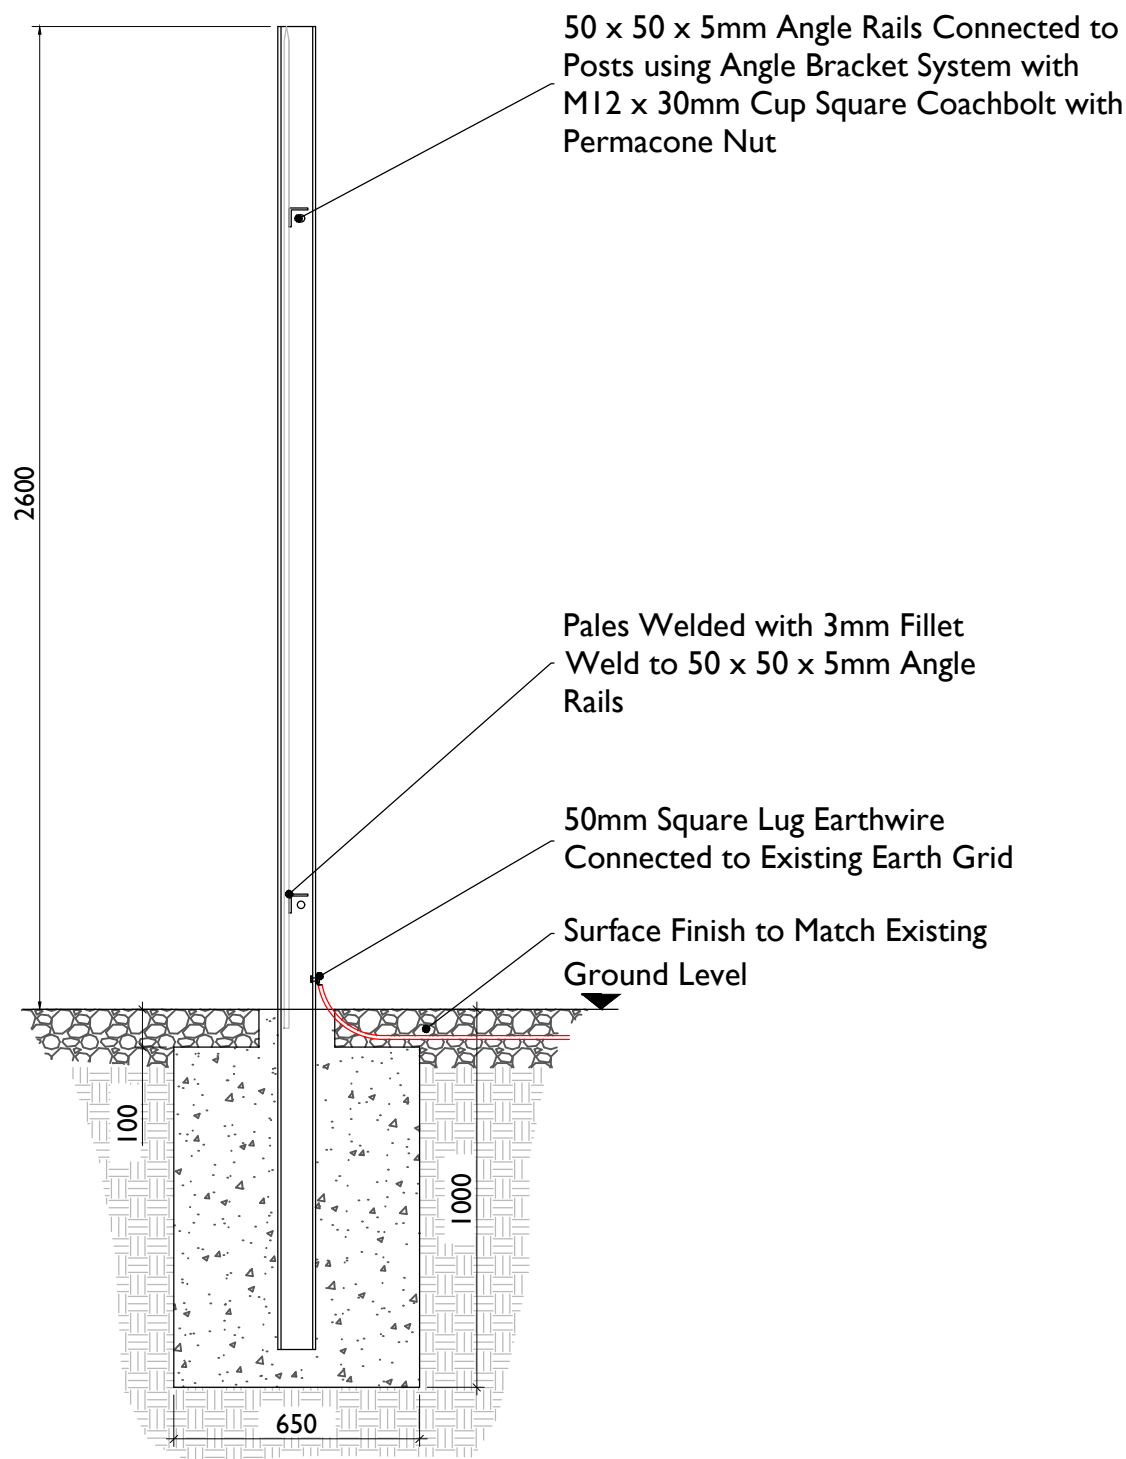 50 x 50 x 5mm Angle Rails Connected to
Posts using Angle Bracket System with
M12 x 30mm Cup Square Coachbolt with
Permacone Nut
2600
Pales Welded with 3mm Fillet
Weld to 50 x 50 x 5mm Angle
Rails
50mm Square Lug Earthwire
Connected to Existing Earth Grid
Surface Finish to Match Existing
Ground Level
100
1000
650